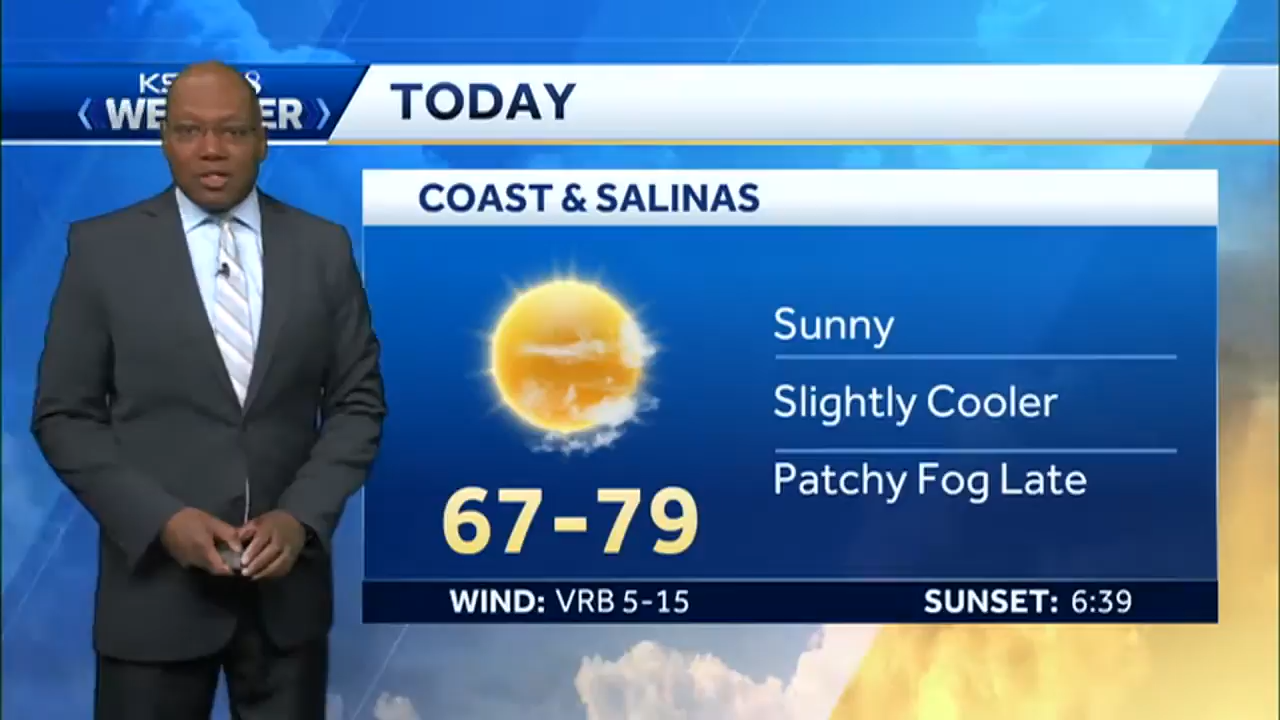 TODAY
COAST & SALINAS
Sunny
Slightly Cooler
Patchy Fog Late
67-79
WIND: VRB 5-15 SUNSET: 6:39